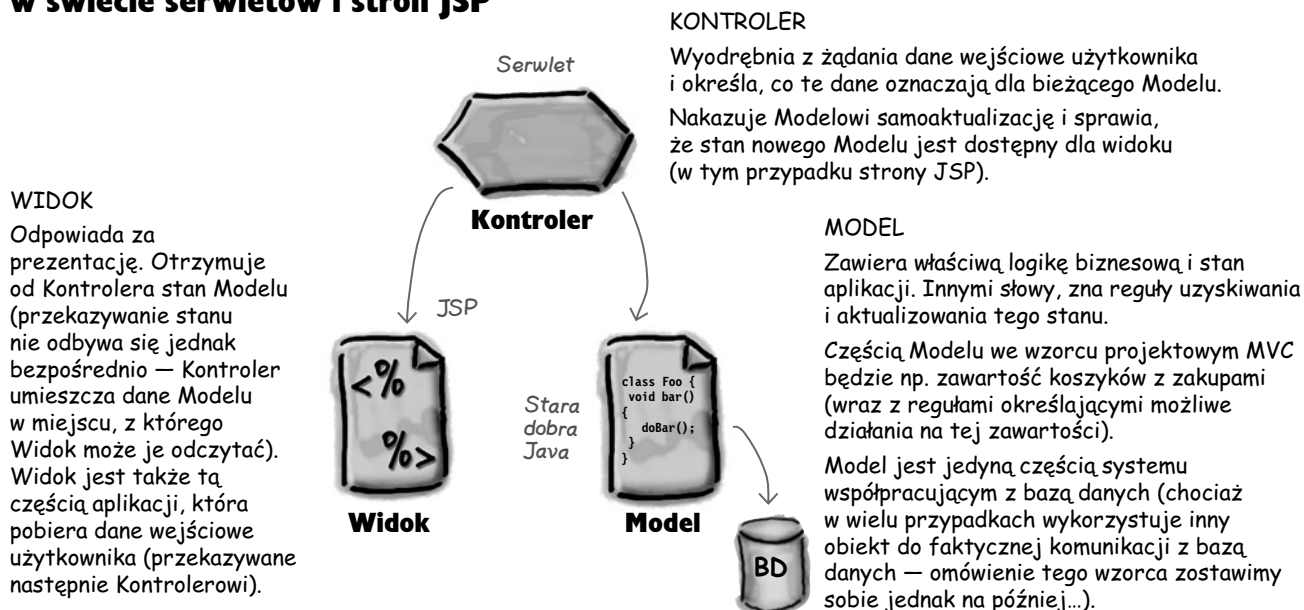 w świecie serwletów i stron JSP
KONTROLER
Wyodrębnia z żądania dane wejściowe użytkownika
i określa, co te dane oznaczają dla bieżącego Modelu.
Nakazuje Modelowi samoaktualizację i sprawia,
że stan nowego Modelu jest dostępny dla widoku
(w tym przypadku strony JSP).
Serwlet
Kontroler
WIDOK
Odpowiada za
prezentację. Otrzymuje
od Kontrolera stan Modelu
(przekazywanie stanu
nie odbywa się jednak
bezpośrednio — Kontroler
umieszcza dane Modelu
w miejscu, z którego
Widok może je odczytać).
Widok jest także tą
częścią aplikacji, która
pobiera dane wejściowe
użytkownika (przekazywane
następnie Kontrolerowi).
JSP
<%
%>
Widok
Stara
dobra
Java
class Foo {
void bar()
{
doBar();
}
}
Model
BD
MODEL
Zawiera właściwą logikę biznesową i stan
aplikacji. Innymi słowy, zna reguły uzyskiwania
i aktualizowania tego stanu.
Częścią Modelu we wzorcu projektowym MVC
będzie np. zawartość koszyków z zakupami
(wraz z regułami określającymi możliwe
działania na tej zawartości).
Model jest jedyną częścią systemu
współpracującym z bazą danych (chociaż
w wielu przypadkach wykorzystuje inny
obiekt do faktycznej komunikacji z bazą
danych — omówienie tego wzorca zostawimy
sobie jednak na później...).